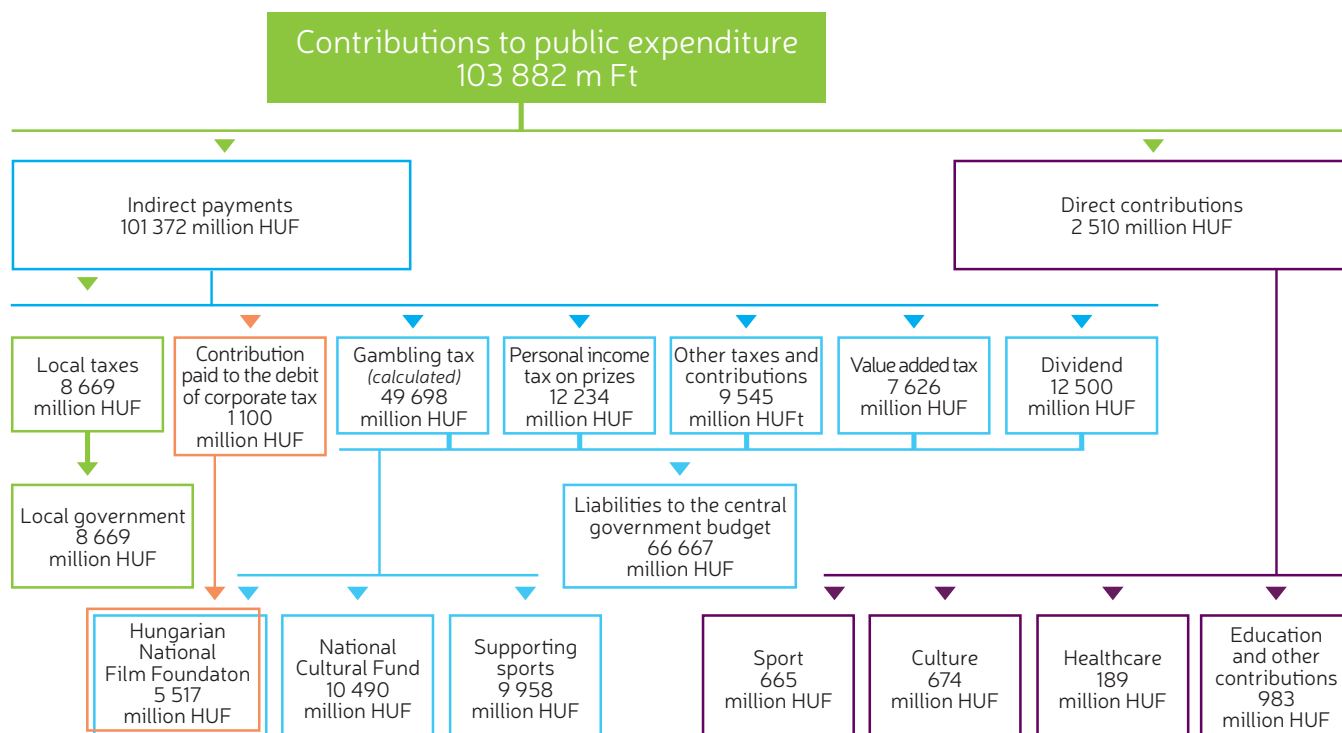 Contributions to public expenditure
103 882 m Ft
Indirect payments
101 372 million HUF
Direct contributions
2 510 million HUF
Local taxes
8 669
million HUF
Contribution
paid to the debit
of corporate tax
1 100
million HUF
Gambling tax
(calculated)
49 698
million HUF
Personal income
tax on prizes
12 234
million HUF
Other taxes and
contributions
9 545
million HUFt
Value added tax
7 626
million HUF
Dividend
12 500
million HUF
Local government
8 669
million HUF
Liabilities to the central
government budget
66 667
million HUF
Hungarian
National
Film Foundaton
5 517
million HUF
National
Cultural Fund
10 490
million HUF
Supporting
sports
9 958
million HUF
Sport
665
million HUF
Culture
674
million HUF
Healthcare
189
million HUF
Education
and other
contributions
983
million HUF